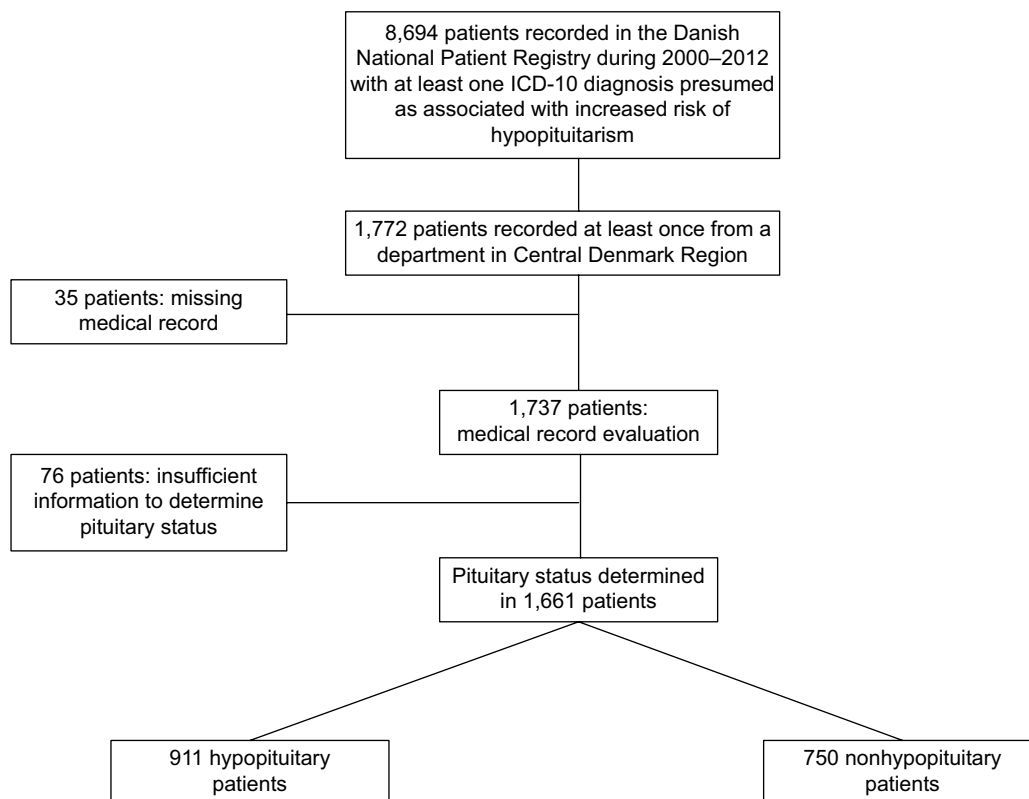 8,694 patients recorded in the Danish
National Patient Registry during 2000–2012
with at least one ICD-10 diagnosis presumed
as associated with increased risk of
hypopituitarism
1,772 patients recorded at least once from a
department in Central Denmark Region
35 patients: missing
medical record
1,737 patients:
medical record evaluation
76 patients: insufficient
information to determine
pituitary status
Pituitary status determined
in 1,661 patients
911 hypopituitary
patients
750 nonhypopituitary
patients